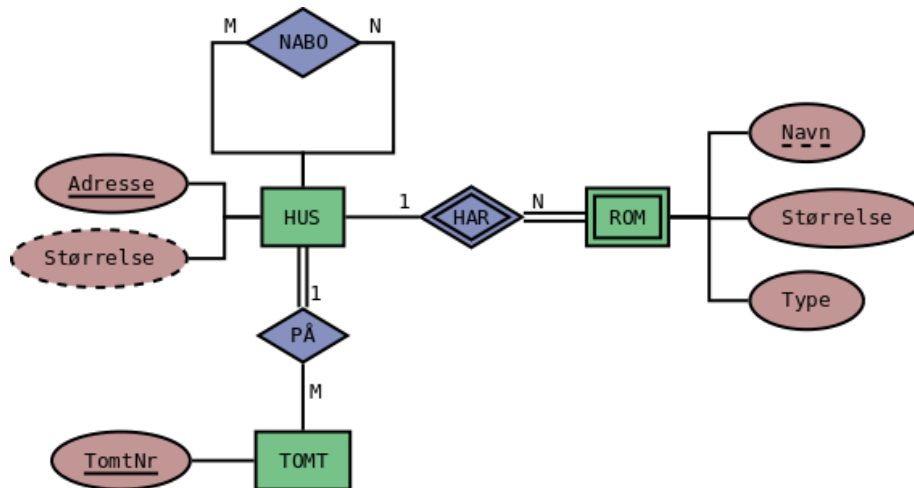 M
NABO
N
Adresse
Størrelse
HUS
1
HAR
N
ROM
Navn
Størrelse
Type
1
PÅ
M
TomtNr
TOMT